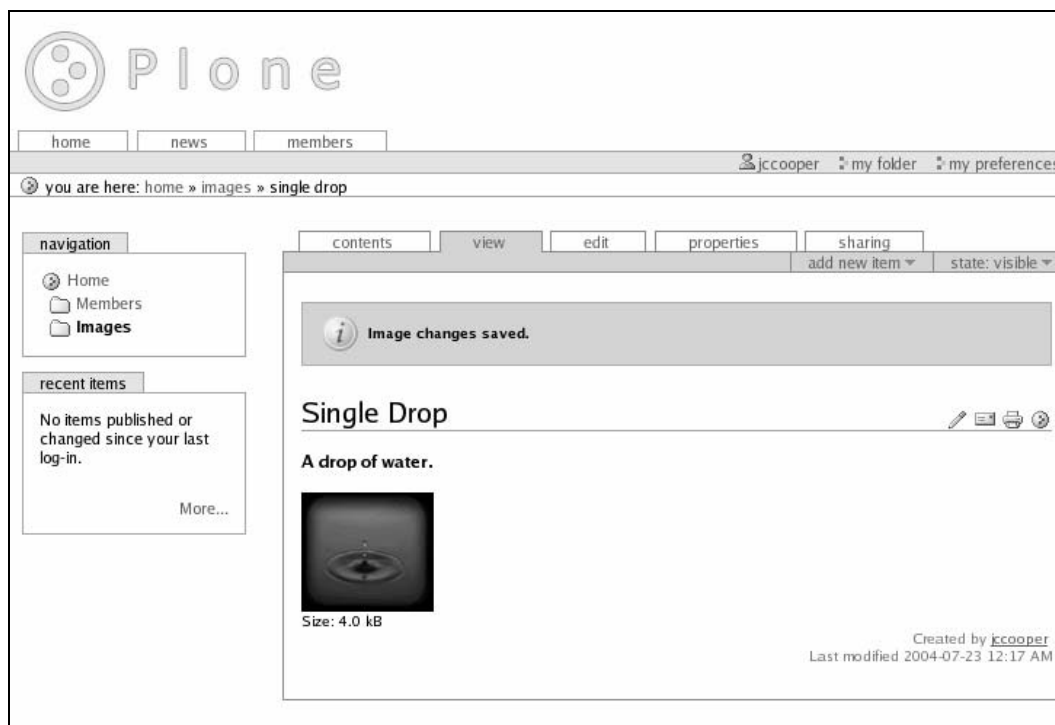 Plone
home news members
jccooper my folder my preferences
you are here: home » images » single drop
navigation
Home
Members
Images
recent items
No items published or
changed since your last
log-in.
More...
contents view edit properties sharing
add new item state: visible
Image changes saved.
Single Drop
A drop of water.
Size: 4.0 kB
Created by jccooper
Last modified 2004-07-23 12:17 AM